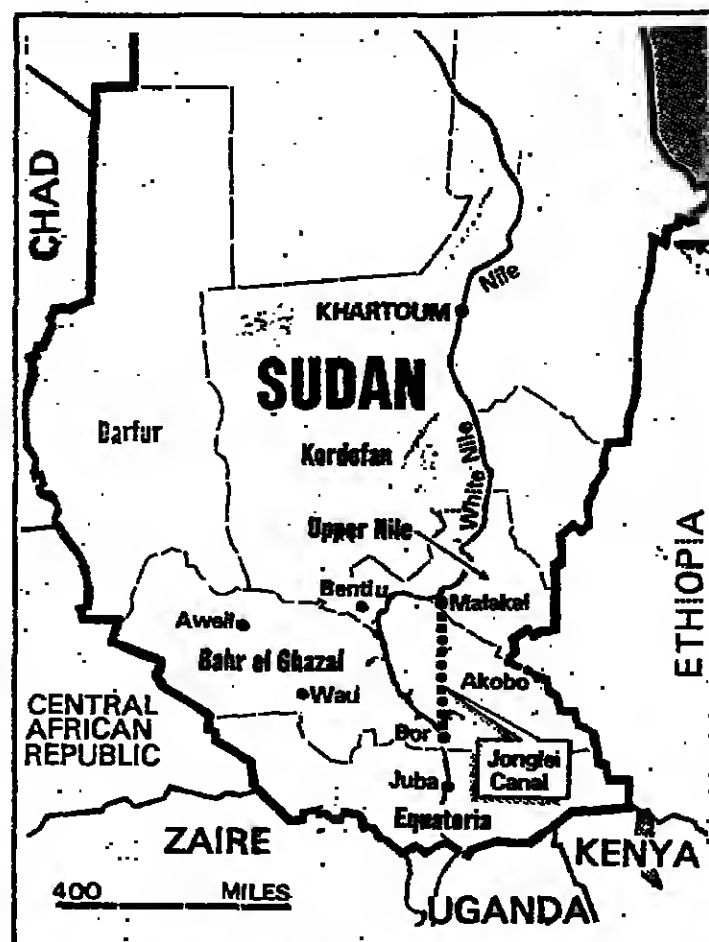 CHAD
Nile
KHARTOUM
SUDAN
Darfur
Kordofan
White Nile
Upper Nile
ETHIOPIA
Bentiu
Malakal
Aweil
Bahr el Ghazal
Akobo
Wau
CENTRAL
AFRICAN
REPUBLIC
Bor
Jonglei
Canal
Juba
Equatoria
ZAIRE
KENYA
400 MILES
UGANDA